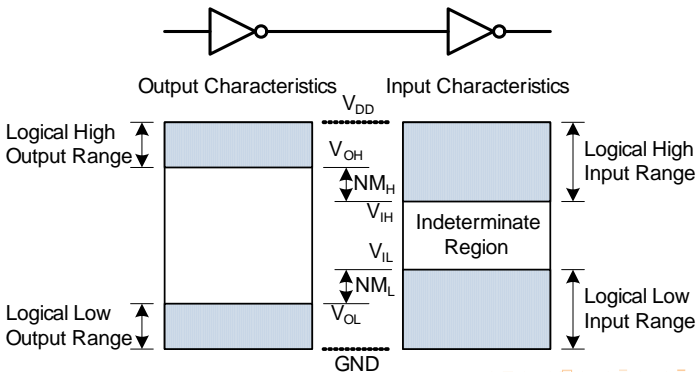 Output Characteristics
Input Characteristics
V_DD
Logical High
Output Range
V_OH
NM_H
V_IH
Logical High
Input Range
Indeterminate
Region
V_IL
NM_L
V_OL
Logical Low
Output Range
Logical Low
Input Range
GND